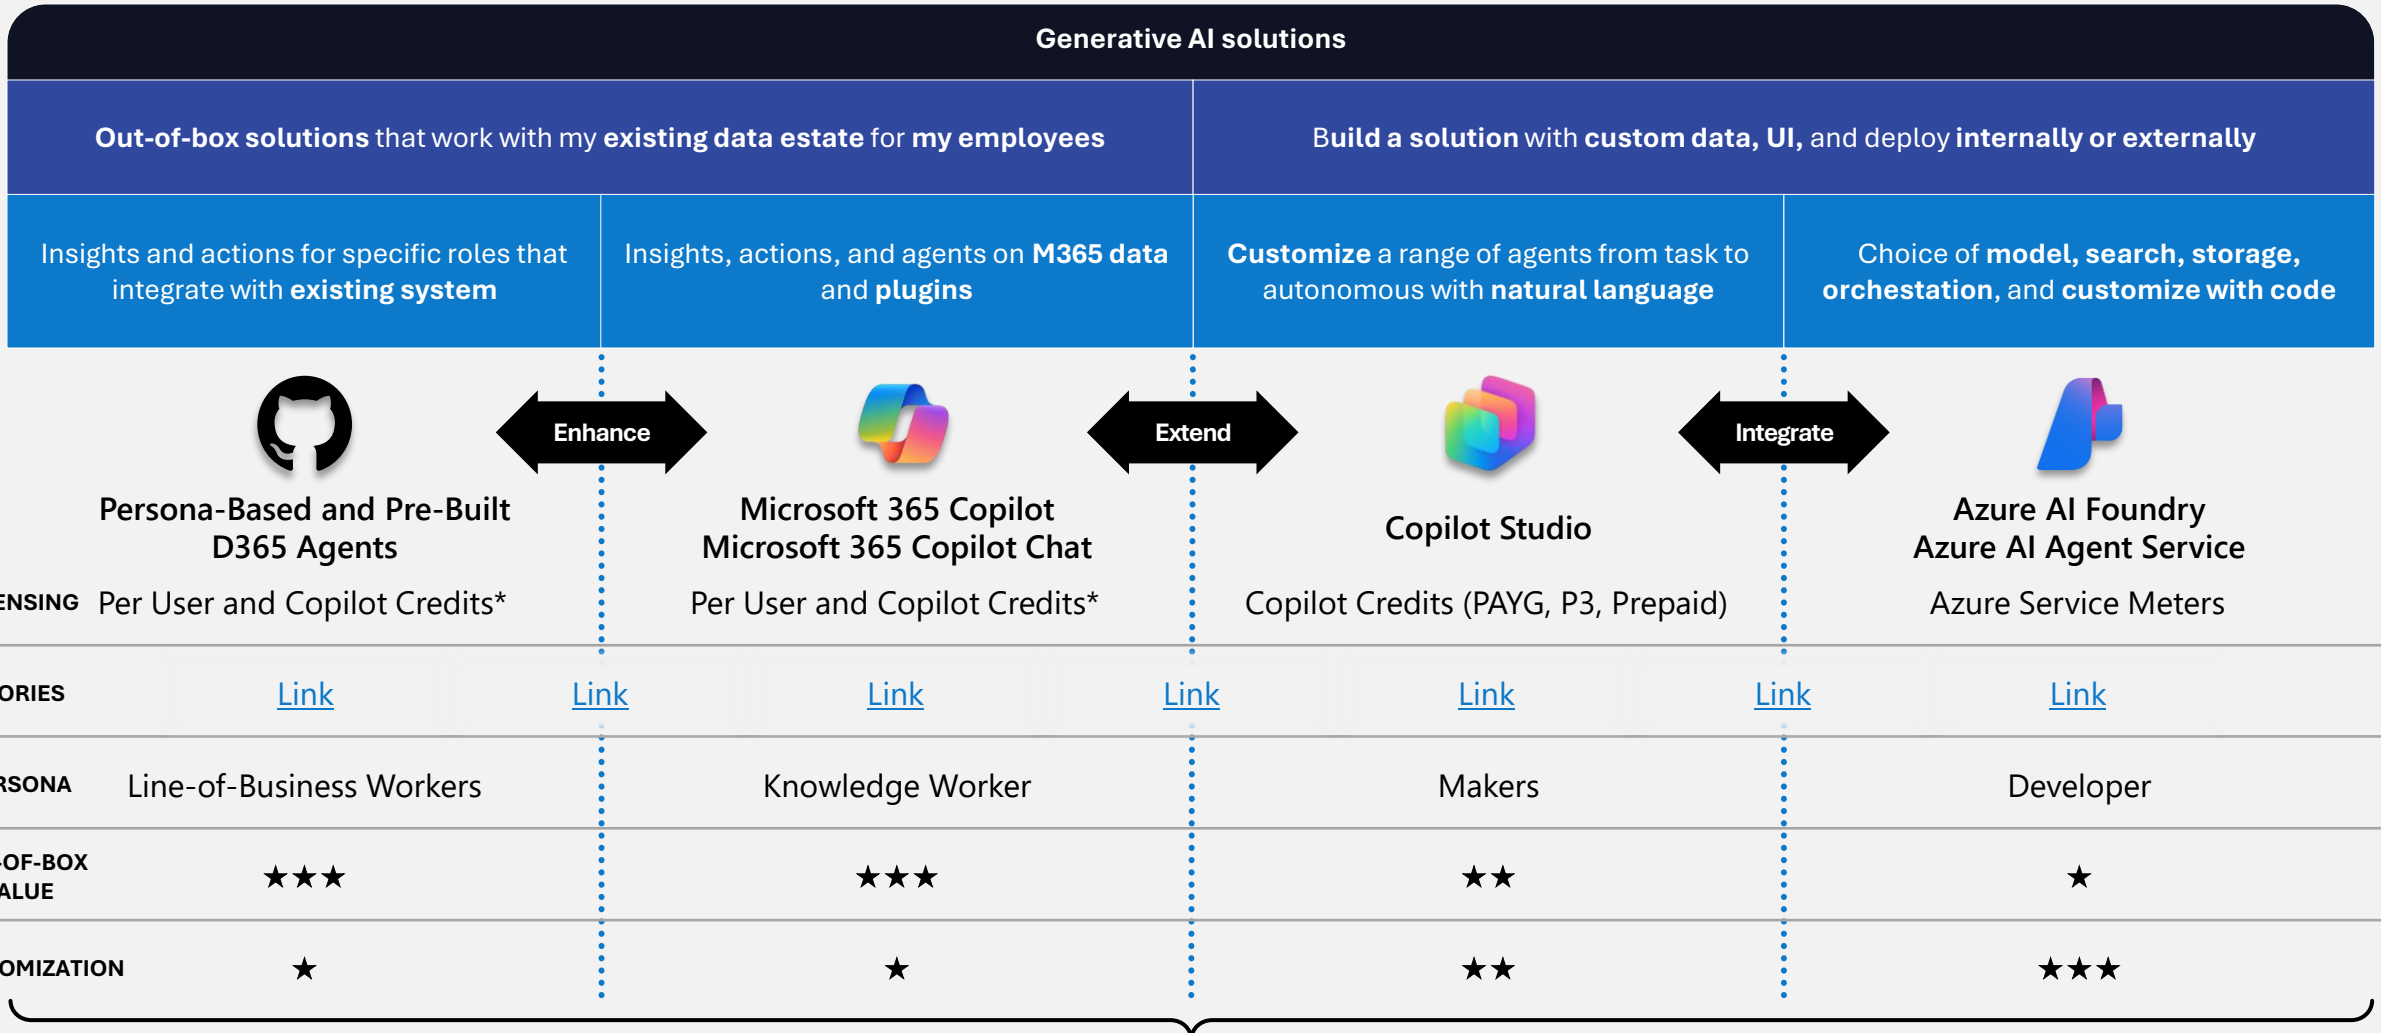 Generative AI solutions
Out-of-box solutions that work with my existing data estate for my employees
Build a solution with custom data, UI, and deploy internally or externally
Insights and actions for specific roles that
integrate with existing system
Insights, actions, and agents on M365 data
and plugins
Customize a range of agents from task to
autonomous with natural language
Choice of model, search, storage,
orchestation, and customize with code
Enhance
Extend
Integrate
Persona-Based and Pre-Built
D365 Agents
Microsoft 365 Copilot
Microsoft 365 Copilot Chat
Copilot Studio
Azure AI Foundry
Azure AI Agent Service
ENSING Per User and Copilot Credits* Per User and Copilot Credits* Copilot Credits (PAYG, P3, Prepaid) Azure Service Meters
ORIES Link Link Link Link Link Link Link
RSONA Line-of-Business Workers Knowledge Worker Makers Developer
-OF-BOX
ALUE ★★★ ★★★ ★★ ★
OMIZATION ★ ★ ★★ ★★★